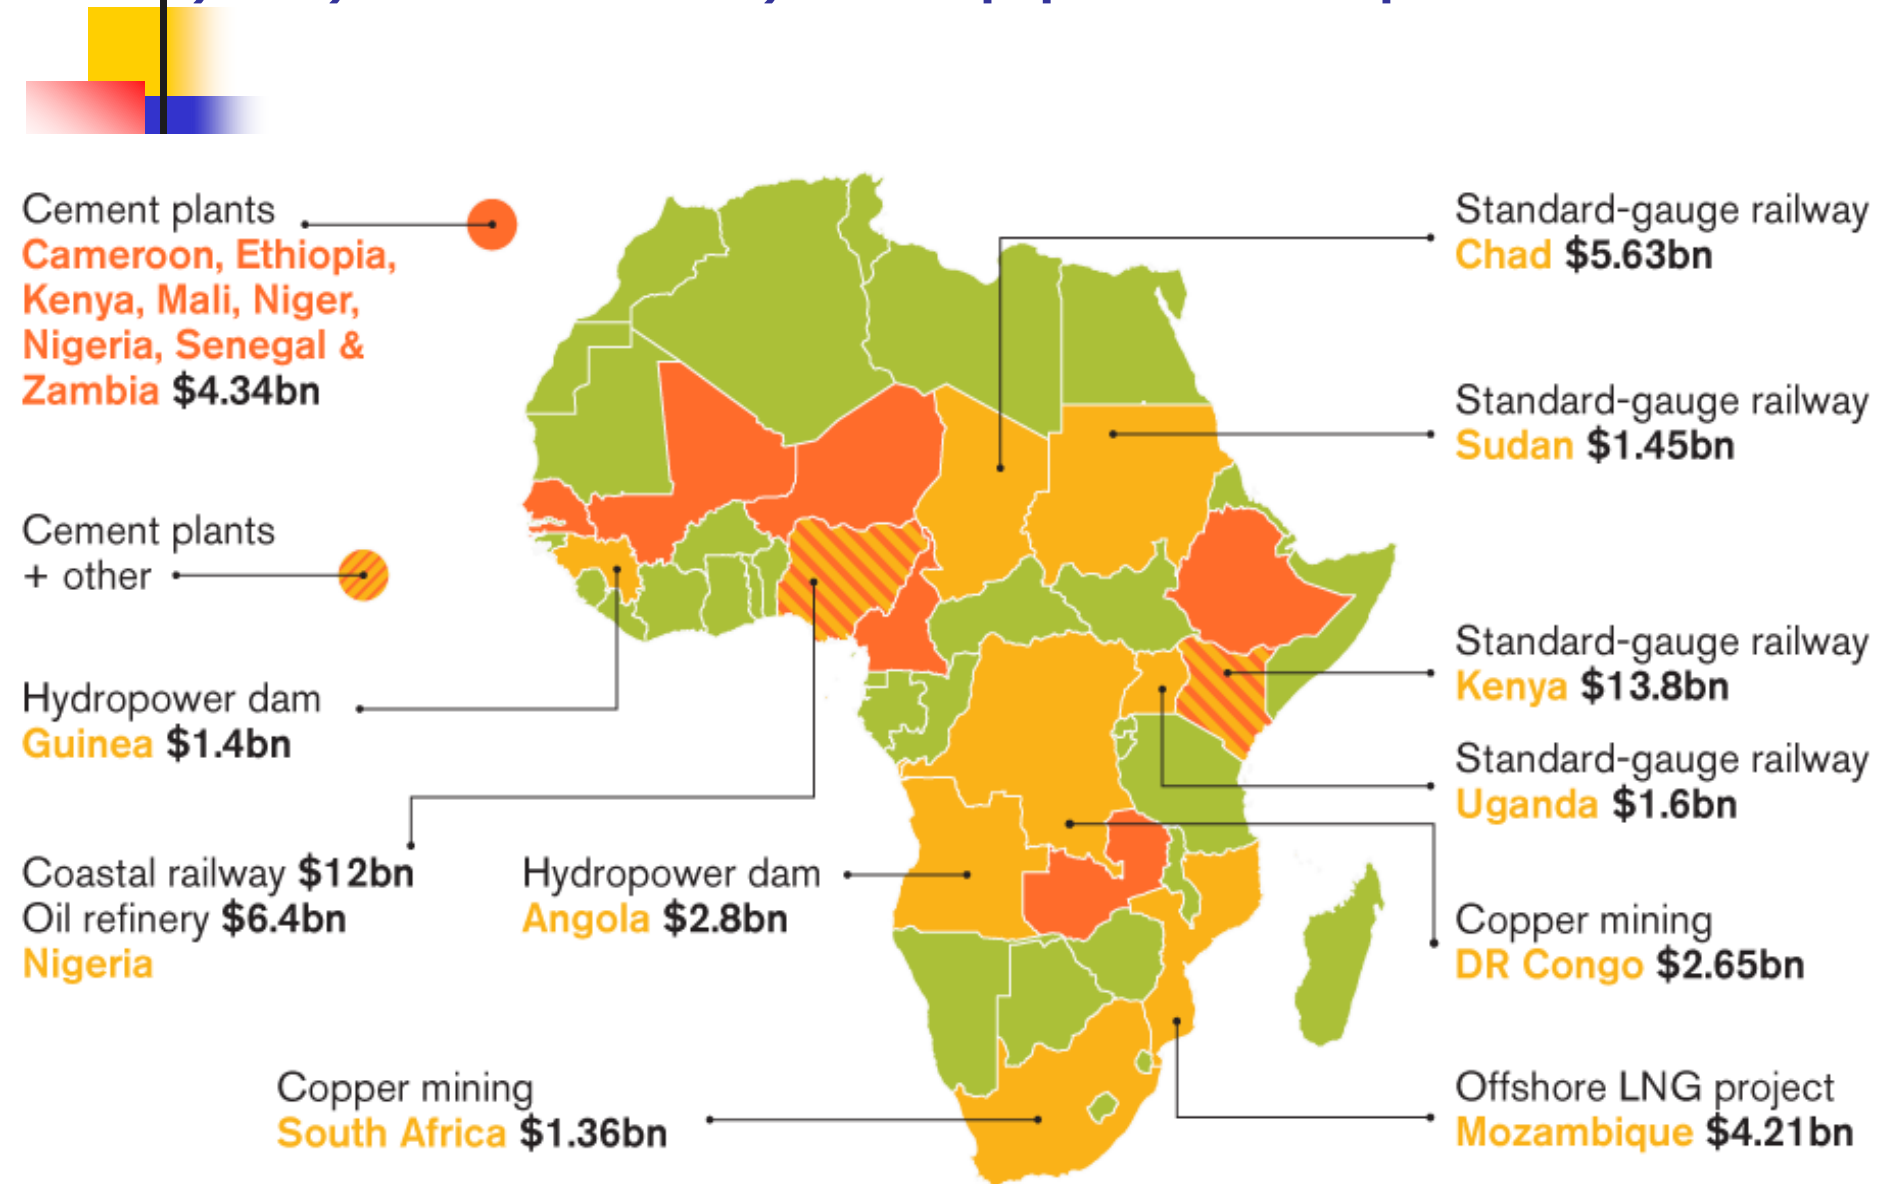 Cement plants
Cameroon, Ethiopia,
Kenya, Mali, Niger,
Nigeria, Senegal &
Zambia $4.34bn
Cement plants
+ other
Hydropower dam
Guinea $1.4bn
Coastal railway $12bn
Oil refinery $6.4bn
Nigeria
Hydropower dam
Angola $2.8bn
Copper mining
South Africa $1.36bn
Standard-gauge railway
Chad $5.63bn
Standard-gauge railway
Sudan $1.45bn
Standard-gauge railway
Kenya $13.8bn
Standard-gauge railway
Uganda $1.6bn
Copper mining
DR Congo $2.65bn
Offshore LNG project
Mozambique $4.21bn